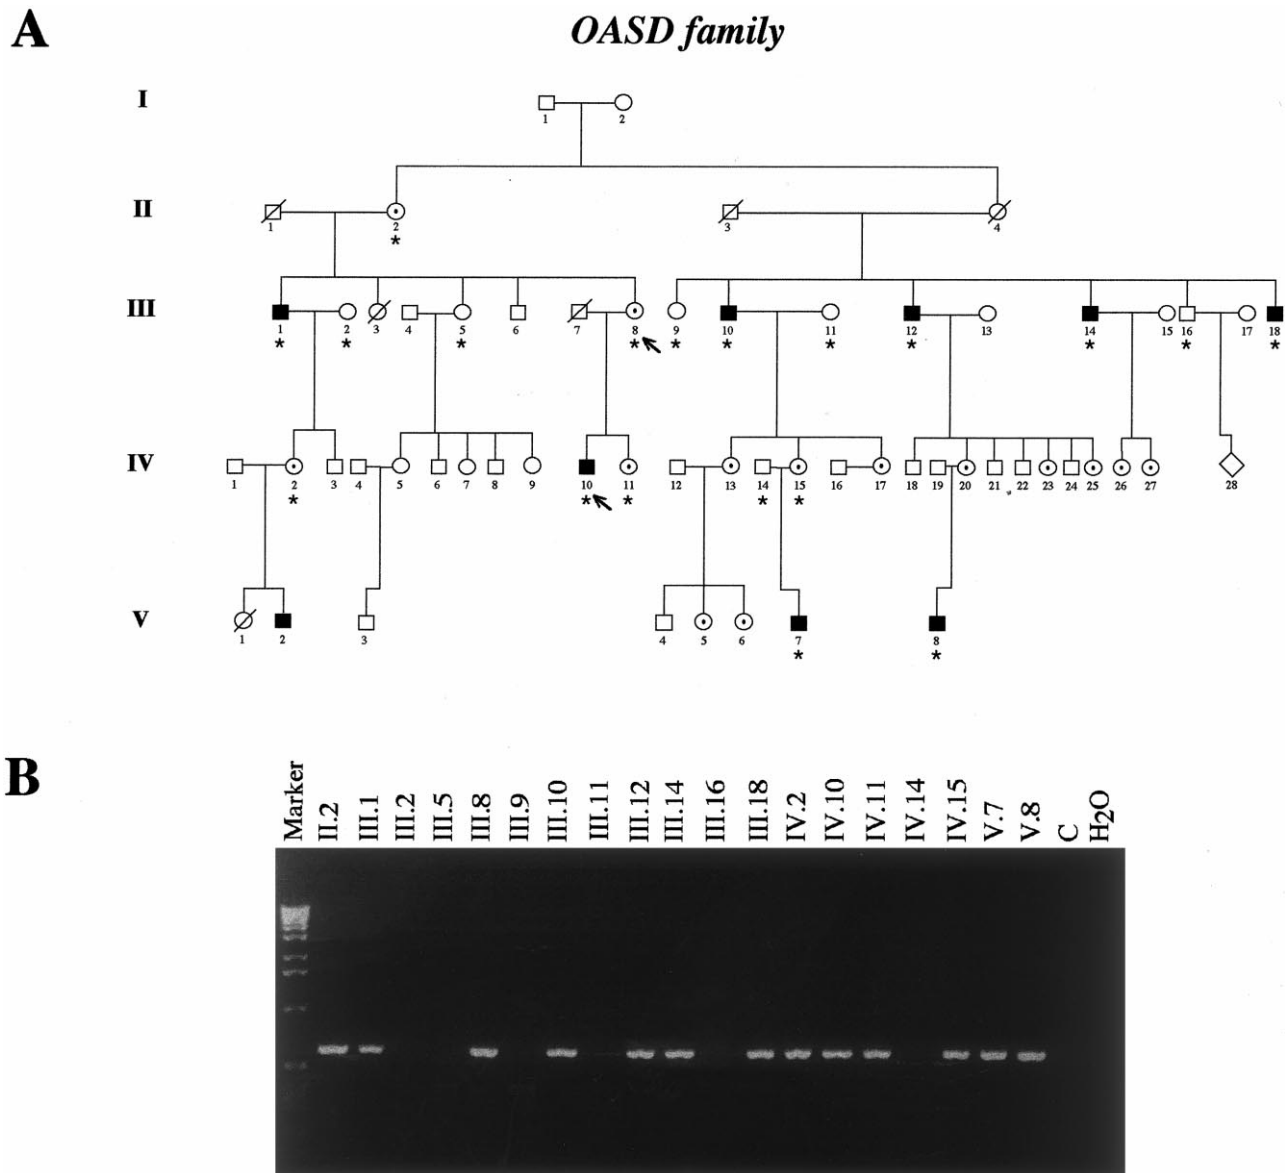 A
OASD family
I
1 2
II
1 2 3 4
*
III
1 2 3 4 5 6 7 8 9 10 11 12 13 14 15 16 17 18
* * * * * * * * * * *
IV
1 2 3 4 5 6 7 8 9 10 11 12 13 14 15 16 17 18 19 20 21 22 23 24 25 26 27 28
* * * * *
V
1 2 3 4 5 6 7 8
* *
B
Marker II.2 III.1 III.2 III.5 III.8 III.9 III.10 III.11 III.12 III.14 III.16 III.18 IV.2 IV.10 IV.11 IV.14 IV.15 V.7 V.8 C H2O